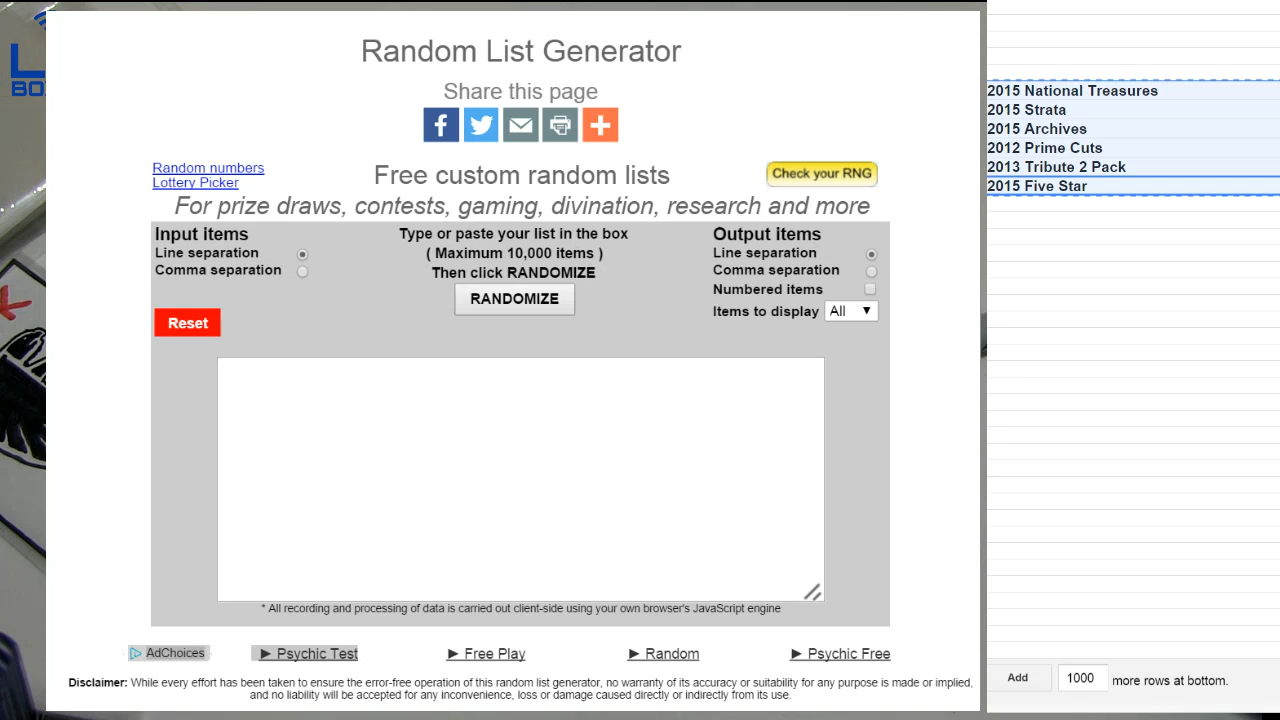 Random List Generator
Share this page
Random numbers
Lottery Picker
Free custom random lists
Check your RNG
For prize draws, contests, gaming, divination, research and more
Input items
Line separation
Comma separation
Reset
Type or paste your list in the box
( Maximum 10,000 items )
Then click RANDOMIZE
RANDOMIZE
Output items
Line separation
Comma separation
Numbered items
Items to display All ▼
* All recording and processing of data is carried out client-side using your own browser's JavaScript engine
AdChoices
► Psychic Test
► Free Play
► Random
► Psychic Free
Disclaimer: While every effort has been taken to ensure the error-free operation of this random list generator, no warranty of its accuracy or suitability for any purpose is made or implied,
and no liability will be accepted for any inconvenience, loss or damage caused directly or indirectly from its use.
2015 National Treasures
2015 Strata
2015 Archives
2012 Prime Cuts
2013 Tribute 2 Pack
2015 Five Star
Add 1000 more rows at bottom.